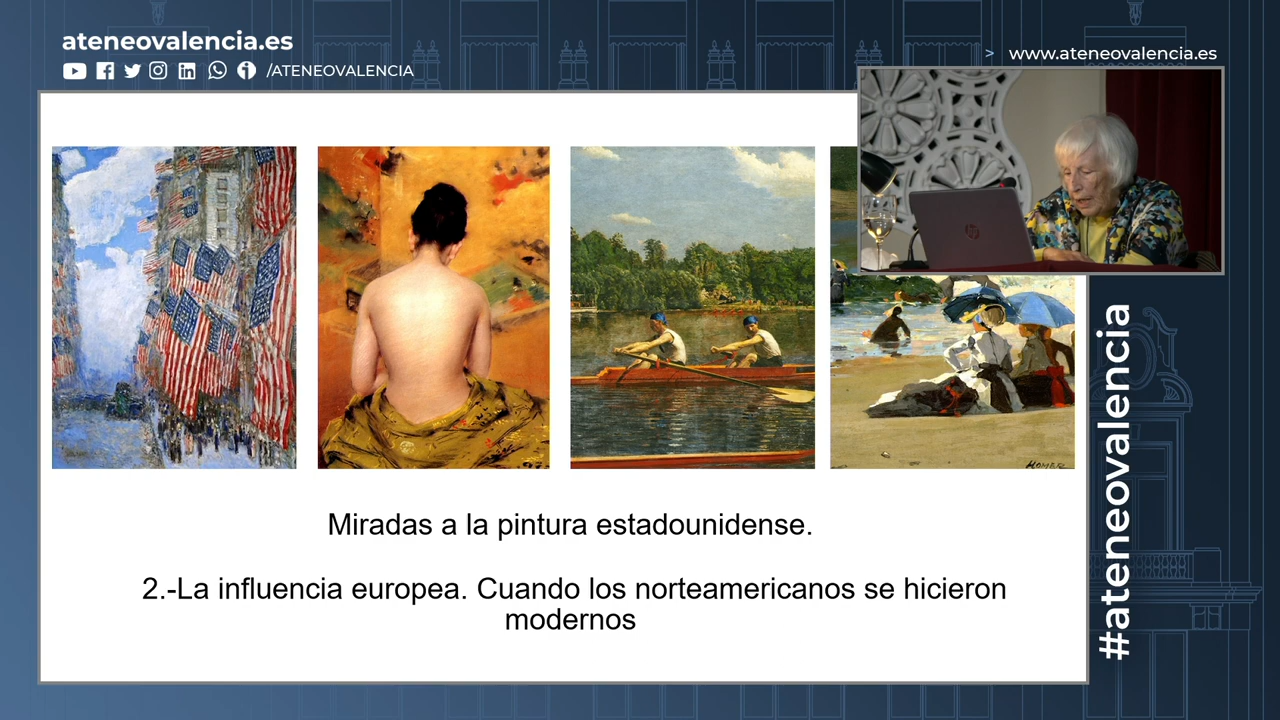 ateneovalencia.es
/ATENEOVALENCIA
> www.ateneovalencia.es
HOMER
Miradas a la pintura estadounidense.
2.-La influencia europea. Cuando los norteamericanos se hicieron
modernos
#ateneovalencia